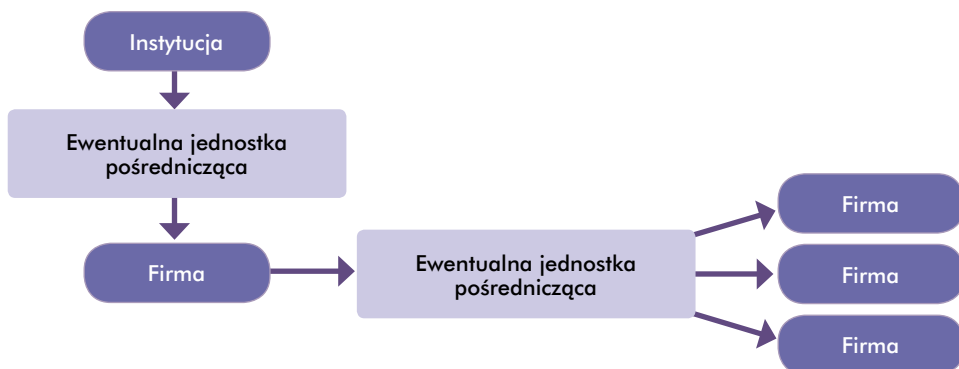 Instytucja
Ewentualna jednostka
pośrednicząca
Firma
Ewentualna jednostka
pośrednicząca
Firma
Firma
Firma